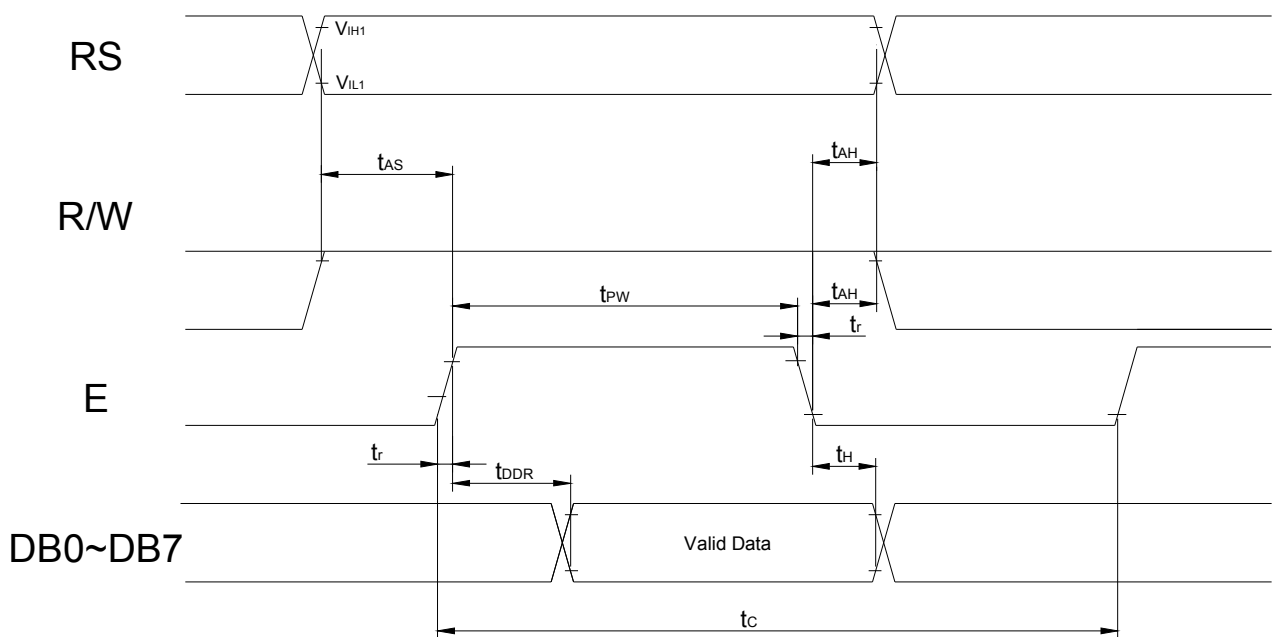 RS
VIH1
VIL1
tAS
tAH
R/W
tPW
tAH
tr
E
tr
tDDR
tH
DB0~DB7
Valid Data
tC